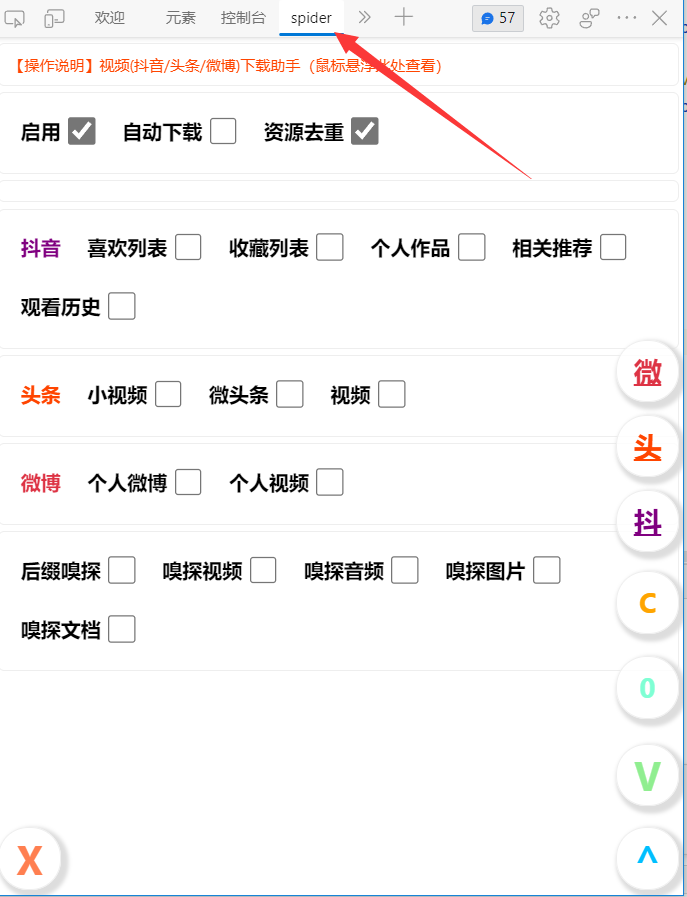 欢迎 元素 控制台 spider 57
【操作说明】视频(抖音/头条/微博)下载助手（鼠标悬浮此处查看）
启用 自动下载 资源去重
抖音 喜欢列表 收藏列表 个人作品 相关推荐
观看历史
头条 小视频 微头条 视频
微博 个人微博 个人视频
后缀嗅探 嗅探视频 嗅探音频 嗅探图片
嗅探文档
微
头
抖
C
0
V
X ^